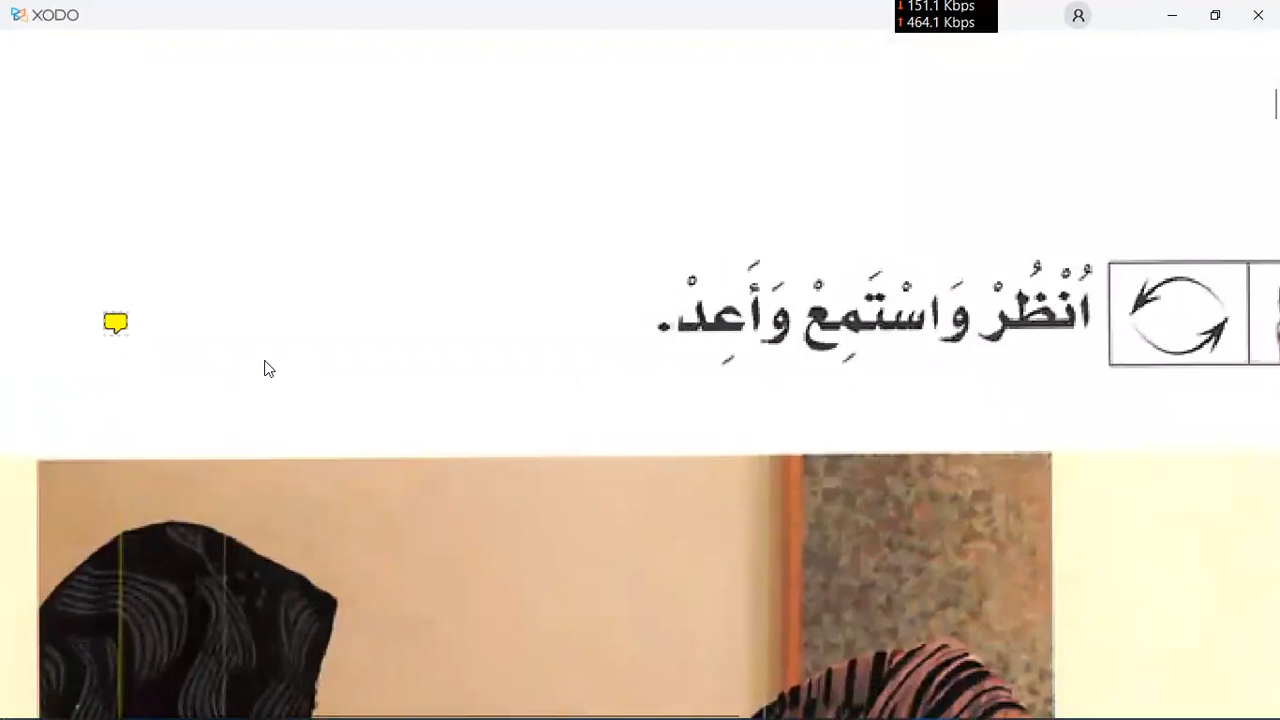 XODO
151.1 Kbps
464.1 Kbps
اُنْظُرْ وَاسْتَمِعْ وَأَعِدْ.